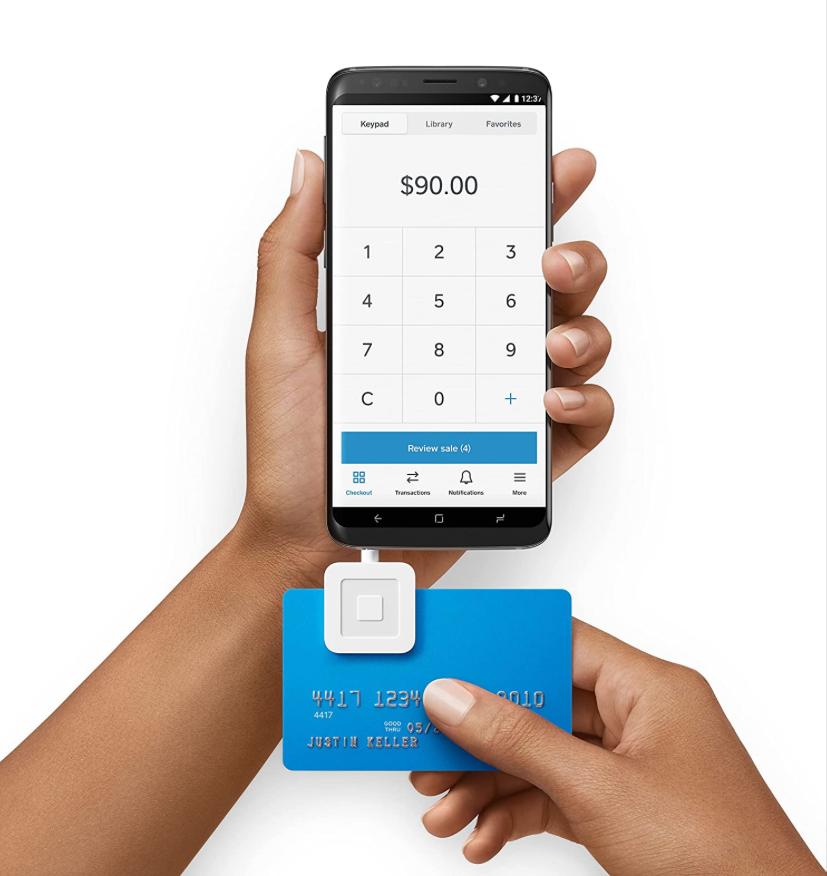 12:37
Keypad Library Favorites
$90.00
1 2 3
4 5 6
7 8 9
C 0 +
Review sale (4)
Checkout Transactions Notifications More
4417 1234 9010
4417
GOOD
THRU 05/
JUSTIN KELLER